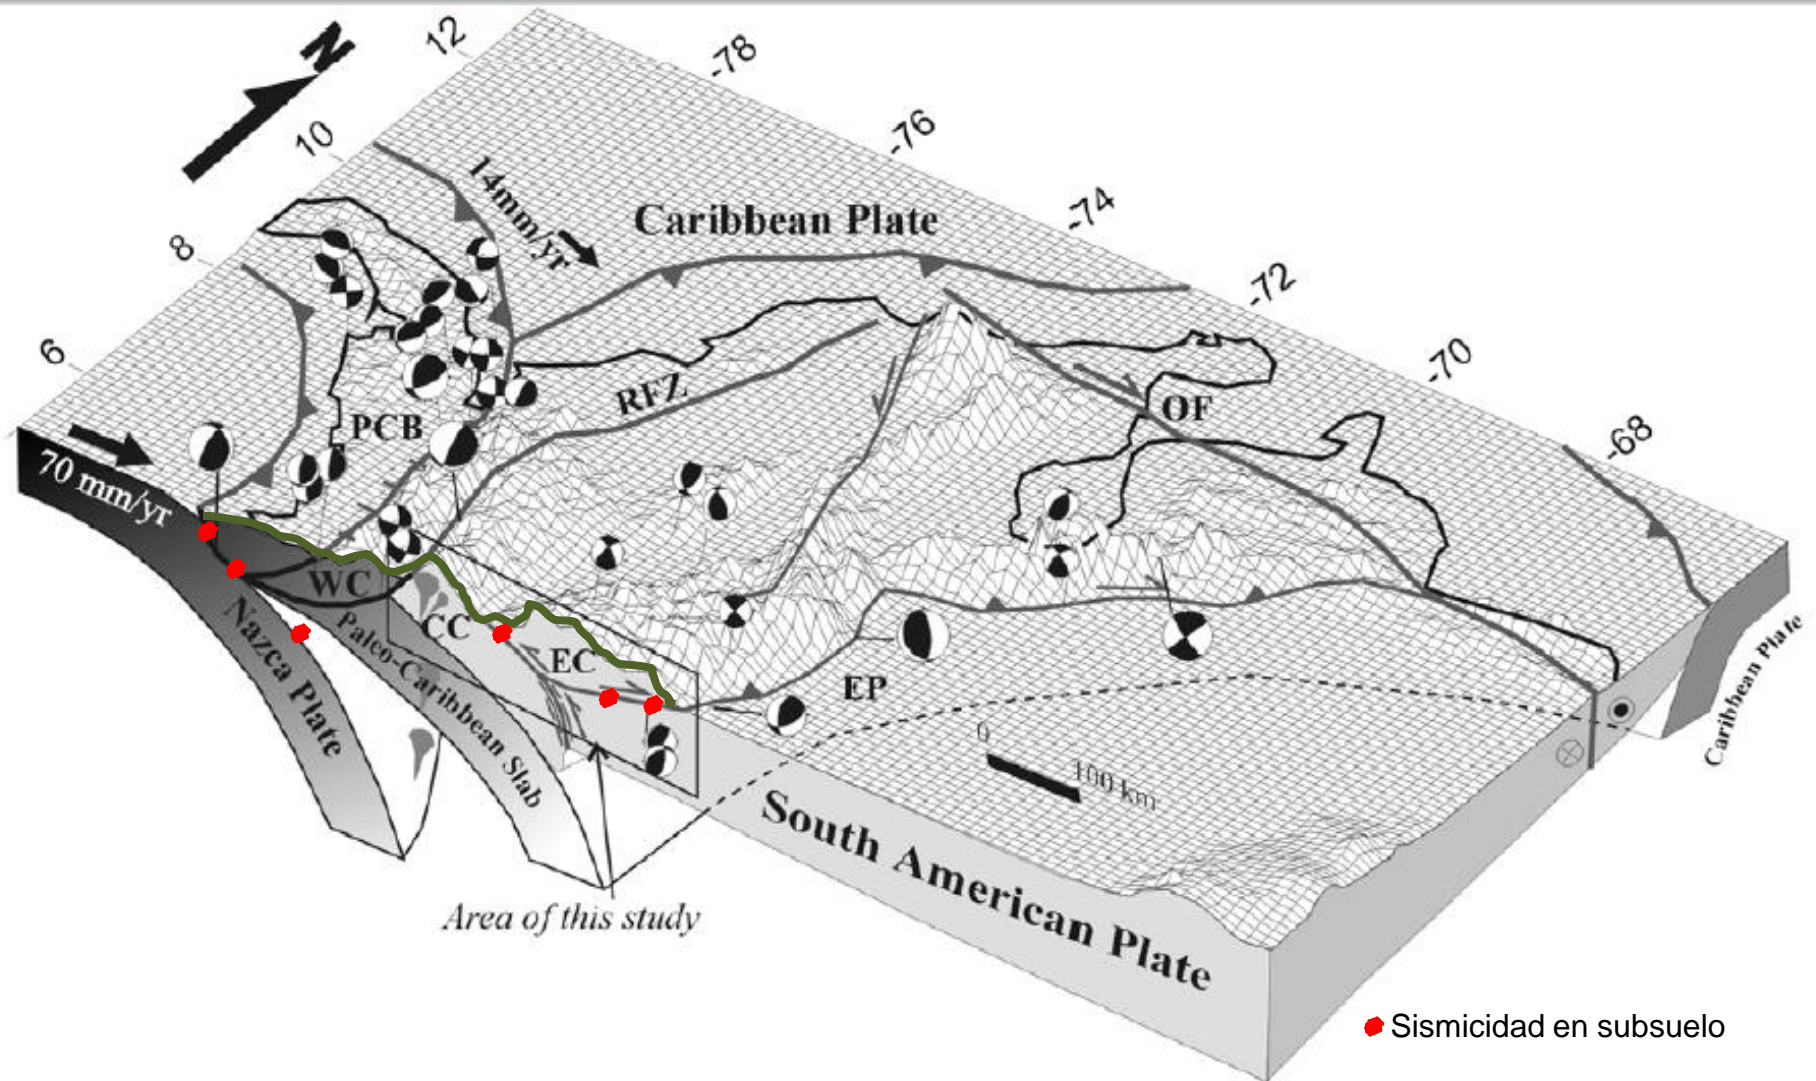 N
12
-78
10
-76
14mm/yr
Caribbean Plate
-74
8
-72
6
-70
RFZ
OF
PCB
-68
70 mm/yr
WC
Nazca Plate
Paleo-Caribbean Slab
CC
EC
EP
Caribbean Plate
0
100 km
South American Plate
Area of this study
Sismicidad en subsuelo